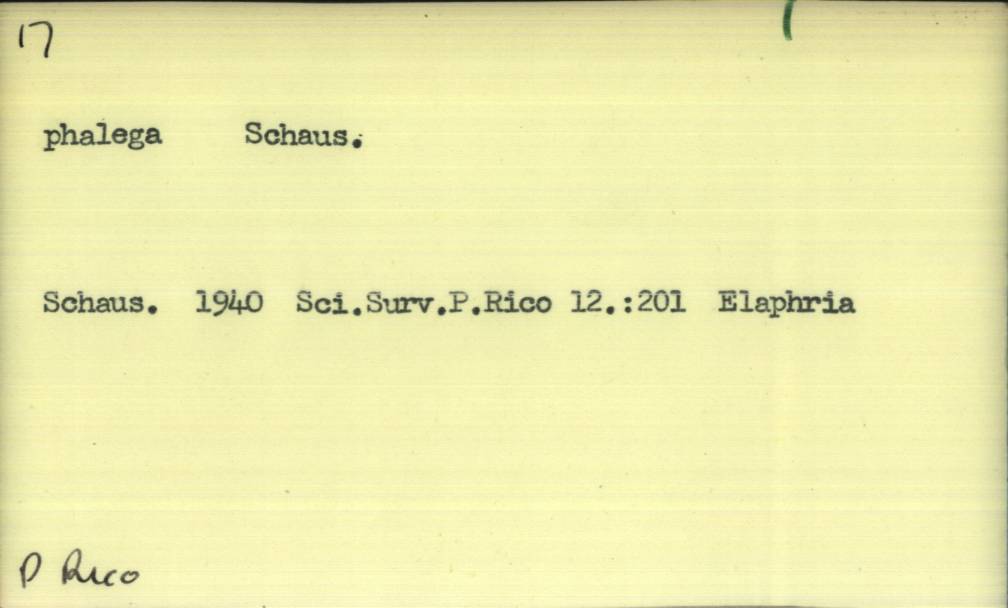 17
phalega Schaus.
Schaus. 1940 Sci.Surv.P.Rico 12.:201 Elaphria
P Rico